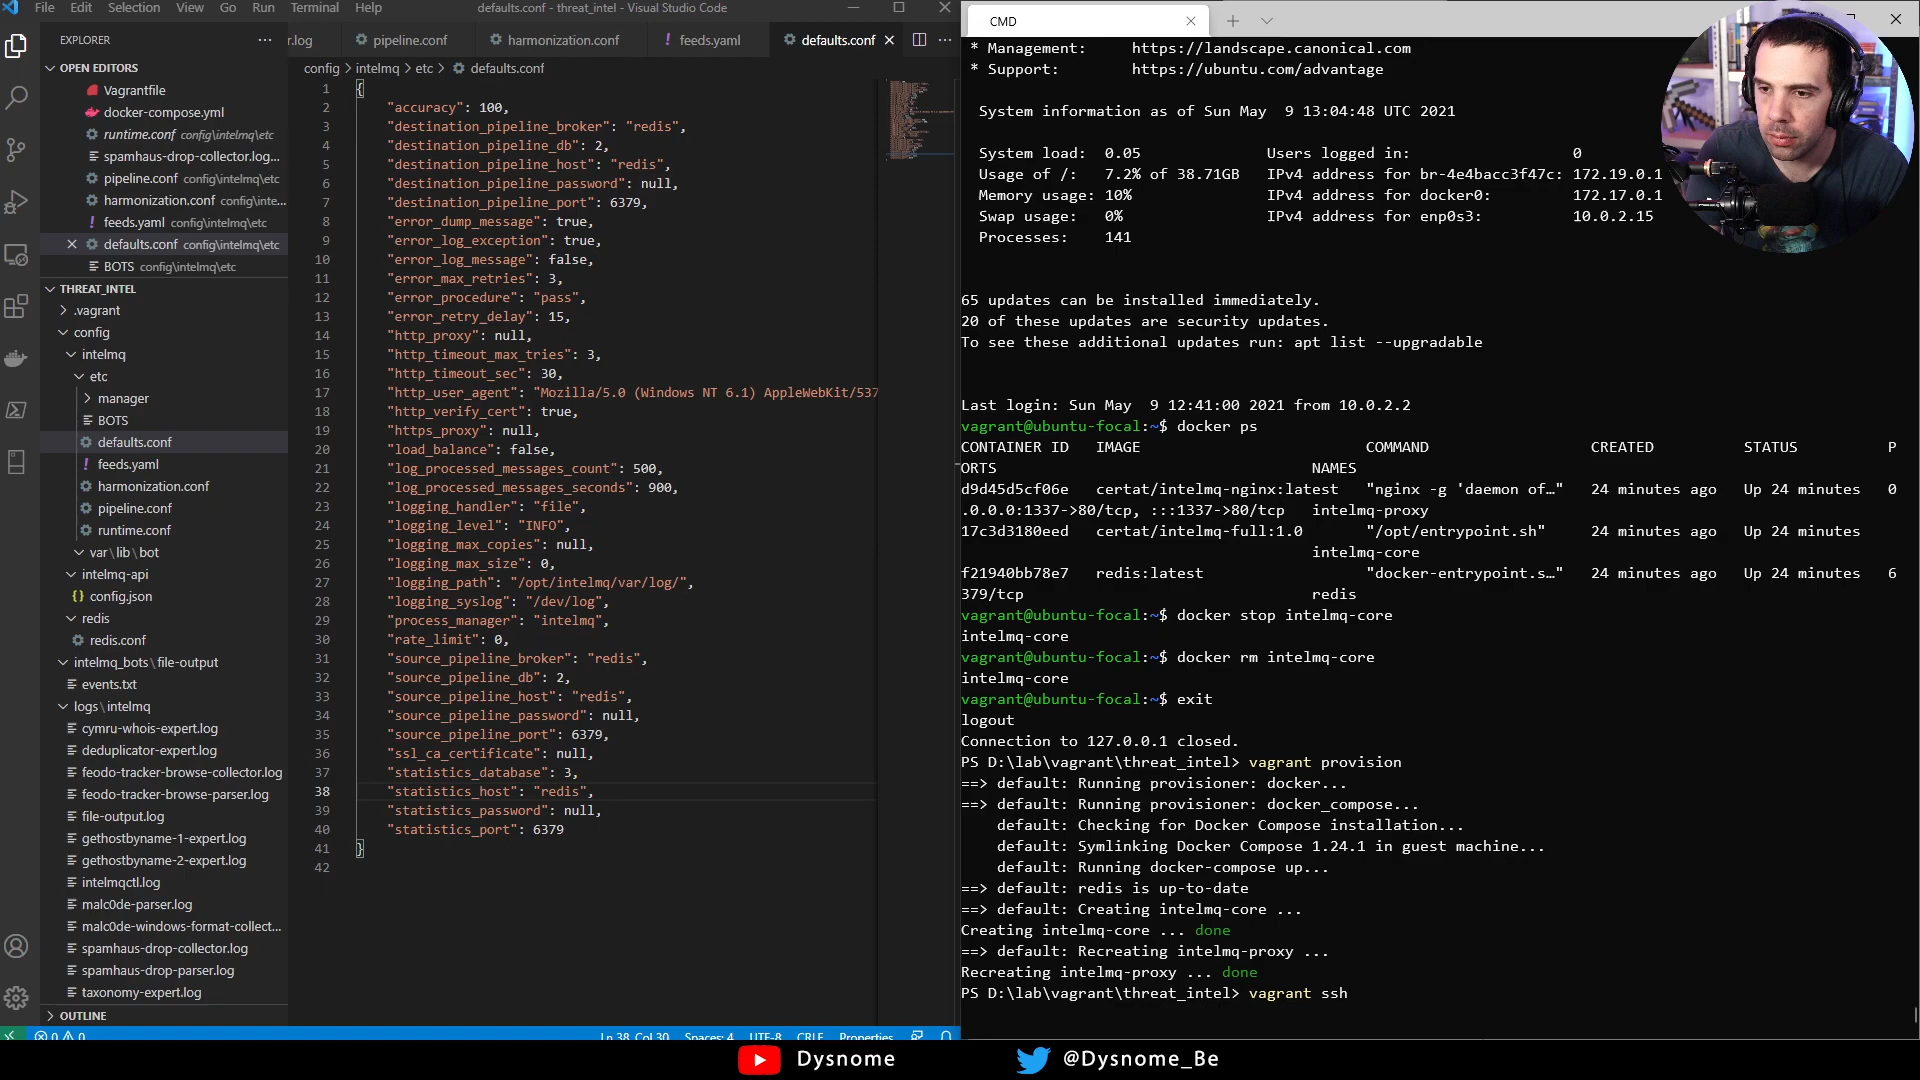 File Edit Selection View Go Run Terminal Help defaults.conf - threat_intel - Visual Studio Code
EXPLORER
OPEN EDITORS
Vagrantfile
docker-compose.yml
runtime.conf config\intelmq\etc
spamhaus-drop-collector.log...
pipeline.conf config\intelmq\etc
harmonization.conf config\inte...
feeds.yaml config\intelmq\etc
defaults.conf config\intelmq\etc
BOTS config\intelmq\etc
THREAT_INTEL
.vagrant
config
intelmq
etc
manager
BOTS
defaults.conf
feeds.yaml
harmonization.conf
pipeline.conf
runtime.conf
var\lib\bot
intelmq-api
config.json
redis
redis.conf
intelmq_bots\file-output
events.txt
logs\intelmq
cymru-whois-expert.log
deduplicator-expert.log
feodo-tracker-browse-collector.log
feodo-tracker-browse-parser.log
file-output.log
gethostbyname-1-expert.log
gethostbyname-2-expert.log
intelmqctl.log
malc0de-parser.log
malc0de-windows-format-collect...
spamhaus-drop-collector.log
spamhaus-drop-parser.log
taxonomy-expert.log
OUTLINE
r.log pipeline.conf harmonization.conf feeds.yaml defaults.conf
config > intelmq > etc > defaults.conf
1 {
2 "accuracy": 100,
3 "destination_pipeline_broker": "redis",
4 "destination_pipeline_db": 2,
5 "destination_pipeline_host": "redis",
6 "destination_pipeline_password": null,
7 "destination_pipeline_port": 6379,
8 "error_dump_message": true,
9 "error_log_exception": true,
10 "error_log_message": false,
11 "error_max_retries": 3,
12 "error_procedure": "pass",
13 "error_retry_delay": 15,
14 "http_proxy": null,
15 "http_timeout_max_tries": 3,
16 "http_timeout_sec": 30,
17 "http_user_agent": "Mozilla/5.0 (Windows NT 6.1) AppleWebKit/537
18 "http_verify_cert": true,
19 "https_proxy": null,
20 "load_balance": false,
21 "log_processed_messages_count": 500,
22 "log_processed_messages_seconds": 900,
23 "logging_handler": "file",
24 "logging_level": "INFO",
25 "logging_max_copies": null,
26 "logging_max_size": 0,
27 "logging_path": "/opt/intelmq/var/log/",
28 "logging_syslog": "/dev/log",
29 "process_manager": "intelmq",
30 "rate_limit": 0,
31 "source_pipeline_broker": "redis",
32 "source_pipeline_db": 2,
33 "source_pipeline_host": "redis",
34 "source_pipeline_password": null,
35 "source_pipeline_port": 6379,
36 "ssl_ca_certificate": null,
37 "statistics_database": 3,
38 "statistics_host": "redis",
39 "statistics_password": null,
40 "statistics_port": 6379
41 }
42
0 0 Ln 38, Col 30 Spaces: 4 UTF-8 CRLF Properties
CMD
* Management: https://landscape.canonical.com
* Support: https://ubuntu.com/advantage
System information as of Sun May 9 13:04:48 UTC 2021
System load: 0.05 Users logged in: 0
Usage of /: 7.2% of 38.71GB IPv4 address for br-4e4bacc3f47c: 172.19.0.1
Memory usage: 10% IPv4 address for docker0: 172.17.0.1
Swap usage: 0% IPv4 address for enp0s3: 10.0.2.15
Processes: 141
65 updates can be installed immediately.
20 of these updates are security updates.
To see these additional updates run: apt list --upgradable
Last login: Sun May 9 12:41:00 2021 from 10.0.2.2
vagrant@ubuntu-focal:~$ docker ps
CONTAINER ID IMAGE COMMAND CREATED STATUS P
ORTS NAMES
d9d45d5cf06e certat/intelmq-nginx:latest "nginx -g 'daemon of…" 24 minutes ago Up 24 minutes 0
.0.0.0:1337->80/tcp, :::1337->80/tcp intelmq-proxy
17c3d3180eed certat/intelmq-full:1.0 "/opt/entrypoint.sh" 24 minutes ago Up 24 minutes
intelmq-core
f21940bb78e7 redis:latest "docker-entrypoint.s…" 24 minutes ago Up 24 minutes 6
379/tcp redis
vagrant@ubuntu-focal:~$ docker stop intelmq-core
intelmq-core
vagrant@ubuntu-focal:~$ docker rm intelmq-core
intelmq-core
vagrant@ubuntu-focal:~$ exit
logout
Connection to 127.0.0.1 closed.
PS D:\lab\vagrant\threat_intel> vagrant provision
==> default: Running provisioner: docker...
==> default: Running provisioner: docker_compose...
default: Checking for Docker Compose installation...
default: Symlinking Docker Compose 1.24.1 in guest machine...
default: Running docker-compose up...
==> default: redis is up-to-date
==> default: Creating intelmq-core ...
Creating intelmq-core ... done
==> default: Recreating intelmq-proxy ...
Recreating intelmq-proxy ... done
PS D:\lab\vagrant\threat_intel> vagrant ssh
Dysnome @Dysnome_Be